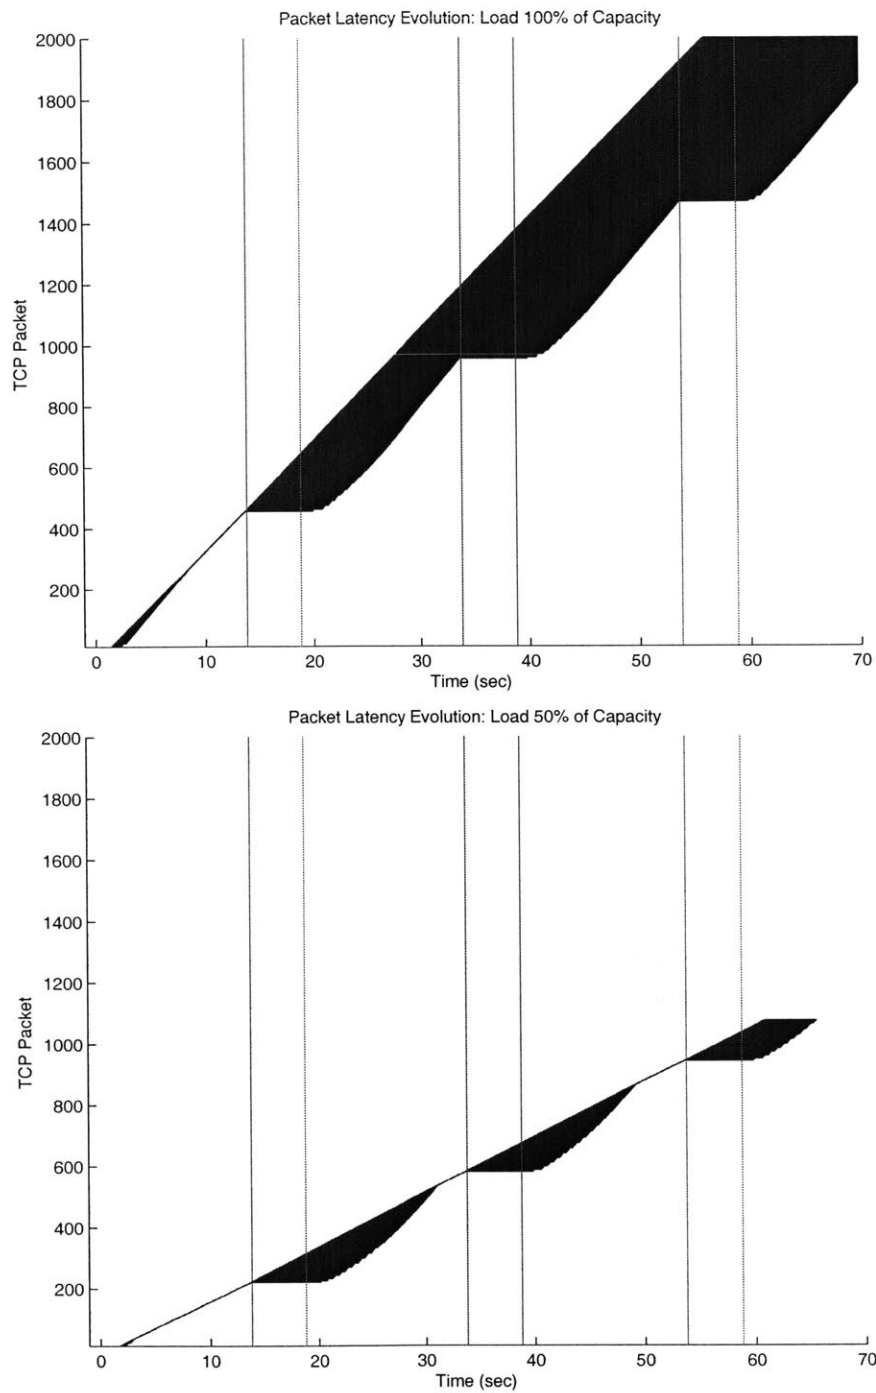 Packet Latency Evolution: Load 100% of Capacity
2000
1800
1600
1400
1200
1000
800
600
400
200
TCP Packet
0 10 20 30 40 50 60 70
Time (sec)
Packet Latency Evolution: Load 50% of Capacity
2000
1800
1600
1400
1200
1000
800
600
400
200
TCP Packet
0 10 20 30 40 50 60 70
Time (sec)